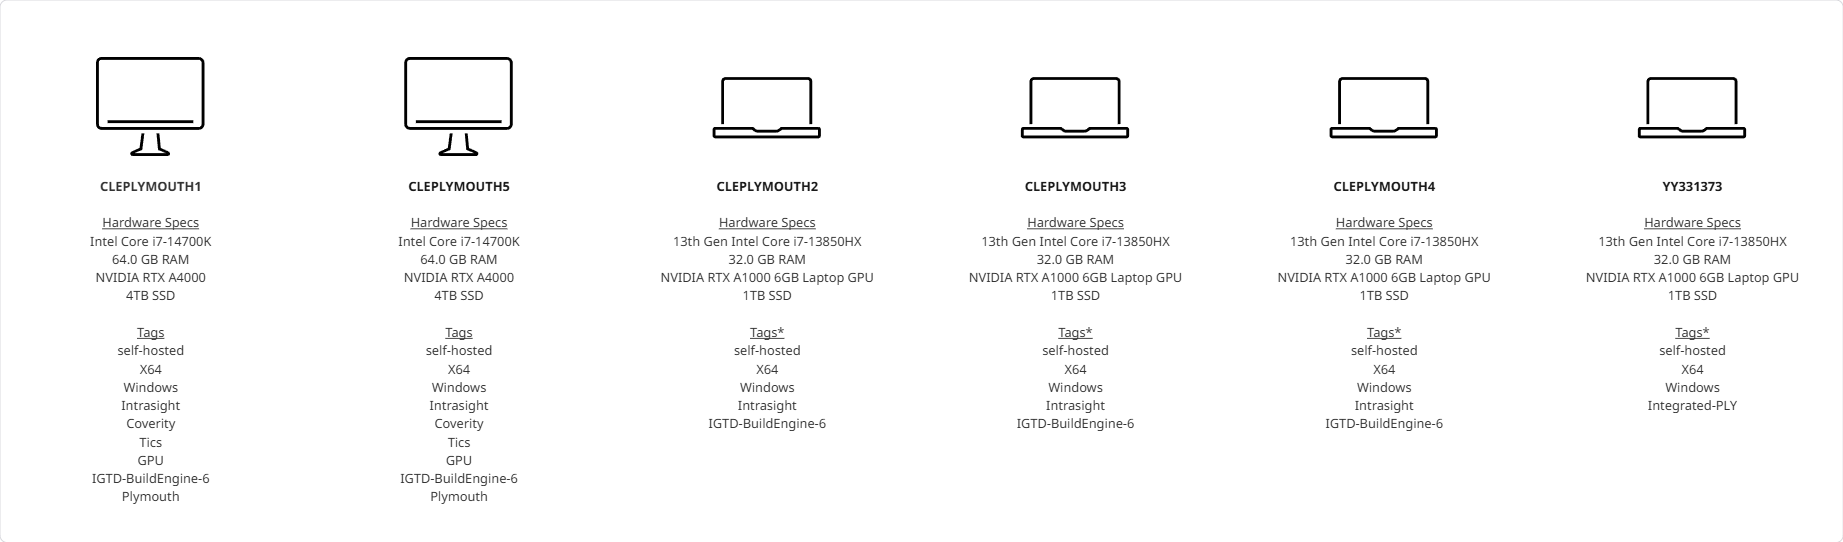 CLEPLYMOUTH1
Hardware Specs
Intel Core i7-14700K
64.0 GB RAM
NVIDIA RTX A4000
4TB SSD
Tags
self-hosted
X64
Windows
Intrasight
Coverity
Tics
GPU
IGTD-BuildEngine-6
Plymouth
CLEPLYMOUTH5
Hardware Specs
Intel Core i7-14700K
64.0 GB RAM
NVIDIA RTX A4000
4TB SSD
Tags
self-hosted
X64
Windows
Intrasight
Coverity
Tics
GPU
IGTD-BuildEngine-6
Plymouth
CLEPLYMOUTH2
Hardware Specs
13th Gen Intel Core i7-13850HX
32.0 GB RAM
NVIDIA RTX A1000 6GB Laptop GPU
1TB SSD
Tags*
self-hosted
X64
Windows
Intrasight
IGTD-BuildEngine-6
CLEPLYMOUTH3
Hardware Specs
13th Gen Intel Core i7-13850HX
32.0 GB RAM
NVIDIA RTX A1000 6GB Laptop GPU
1TB SSD
Tags*
self-hosted
X64
Windows
Intrasight
IGTD-BuildEngine-6
CLEPLYMOUTH4
Hardware Specs
13th Gen Intel Core i7-13850HX
32.0 GB RAM
NVIDIA RTX A1000 6GB Laptop GPU
1TB SSD
Tags*
self-hosted
X64
Windows
Intrasight
IGTD-BuildEngine-6
YY331373
Hardware Specs
13th Gen Intel Core i7-13850HX
32.0 GB RAM
NVIDIA RTX A1000 6GB Laptop GPU
1TB SSD
Tags*
self-hosted
X64
Windows
Integrated-PLY